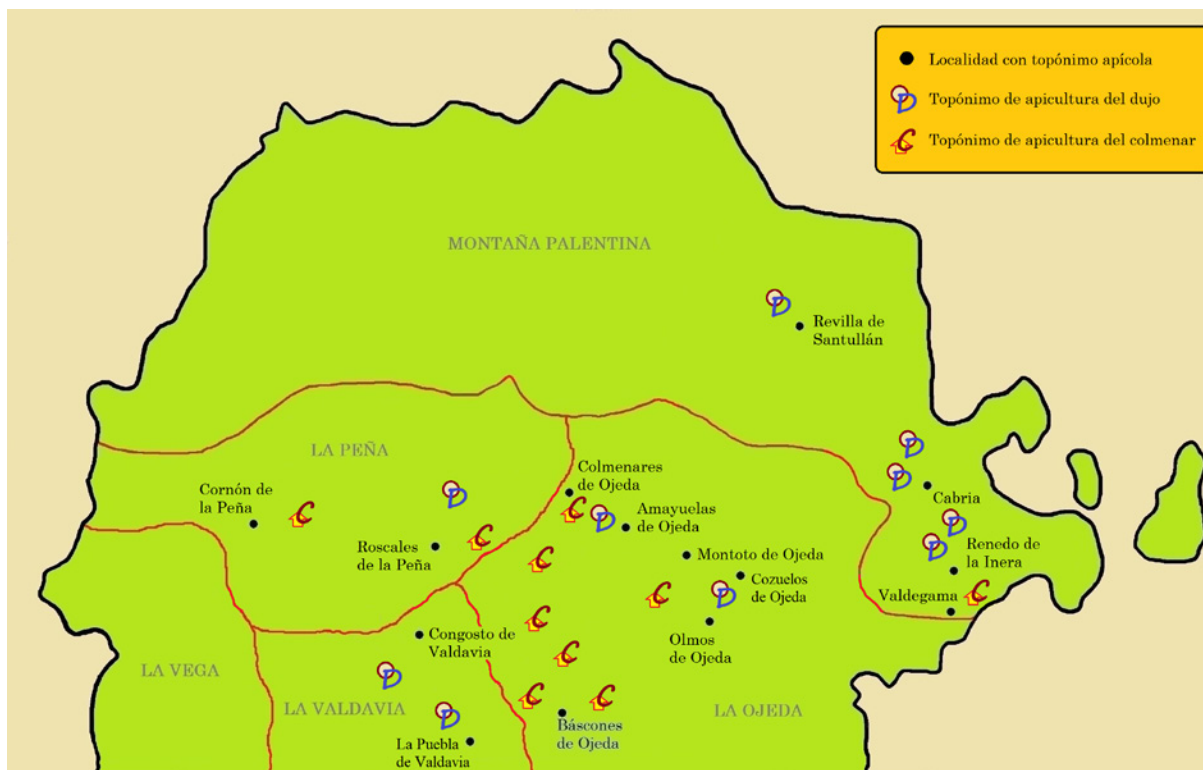 Localidad con topónimo apícola
D Topónimo de apicultura del dujo
C Topónimo de apicultura del colmenar
MONTAÑA PALENTINA
D
Revilla de
Santullán
LA PEÑA
D
D
D
Cabria
Cornón de
la Peña
C
Roscales
de la Peña
C
Colmenares
de Ojeda
C
D
Amayuelas
de Ojeda
C
Montoto de Ojeda
C
D
Cozuelos
de Ojeda
Olmos
de Ojeda
D
D
Renedo de
la Inera
Valdegama
C
C
C
C
C
Báscones
de Ojeda
LA OJEDA
LA VEGA
Congosto de
Valdavia
D
LA VALDAVIA
D
La Puebla
de Valdavia